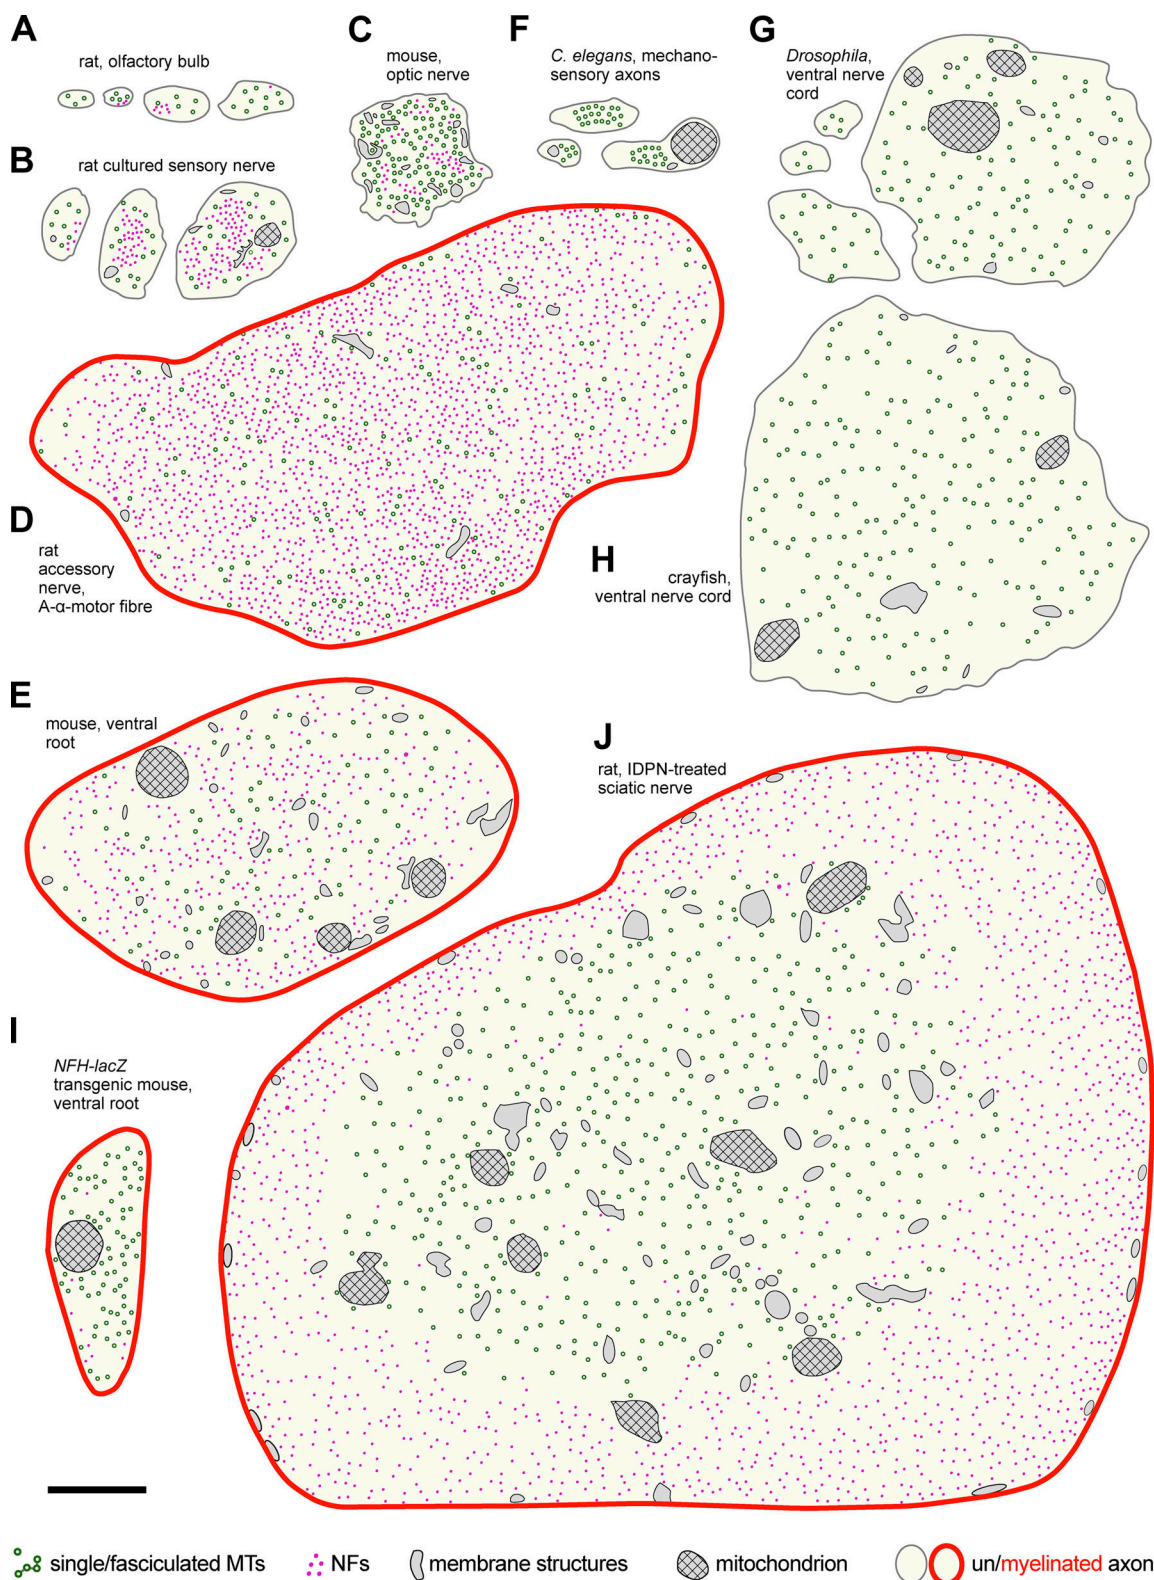 A
rat, olfactory bulb
B
rat cultured sensory nerve
C
mouse,
optic nerve
F
C. elegans, mechano-
sensory axons
G
Drosophila,
ventral nerve
cord
D
rat
accessory
nerve,
A-α-motor fibre
H
crayfish,
ventral nerve cord
E
mouse, ventral
root
J
rat, IDPN-treated
sciatic nerve
I
NFH-lacZ
transgenic mouse,
ventral root
single/fasciculated MTs NFs membrane structures mitochondrion un/myelinated axon